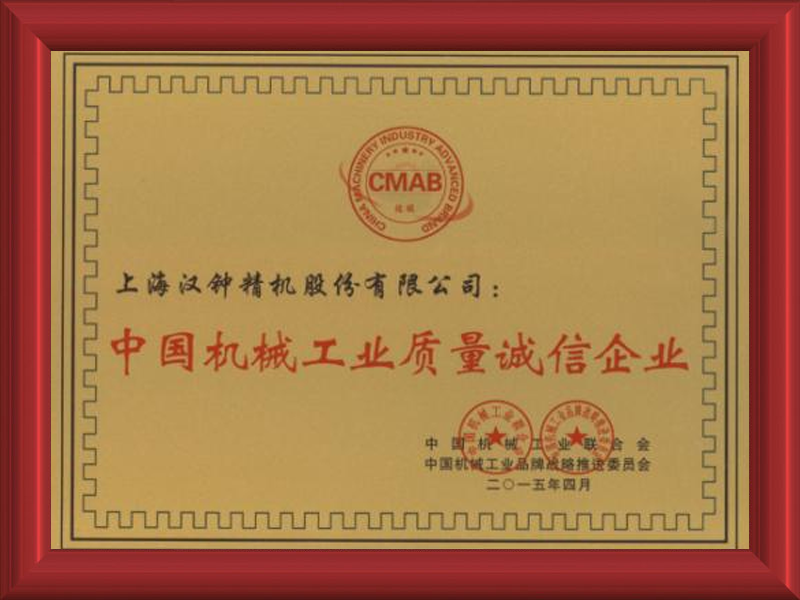 CHINA MACHINERY INDUSTRY ADVANCED BRAND
CMAB
上海汉钟精机股份有限公司：
中国机械工业质量诚信企业
中国机械工业联合会
中国机械工业品牌战略推进委员会
二〇一五年四月